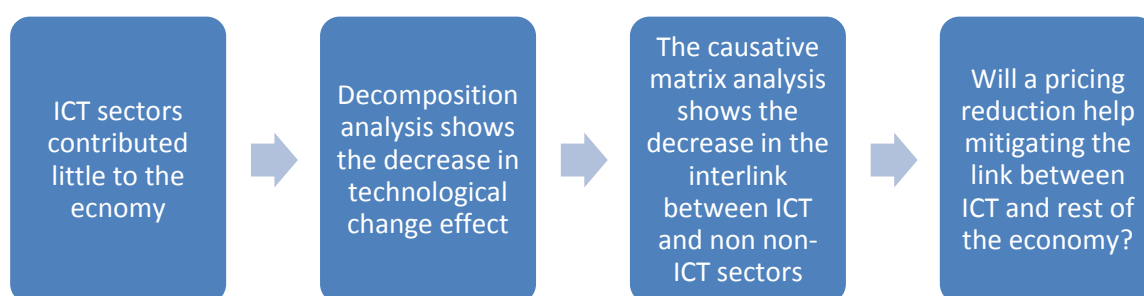 ICT sectors
contributed
little to the
ecnomy
Decomposition
analysis shows
the decrease in
technological
change effect
The causative
matrix analysis
shows the
decrease in the
interlink
between ICT
and non non-
ICT sectors
Will a pricing
reduction help
mitigating the
link between
ICT and rest of
the economy?